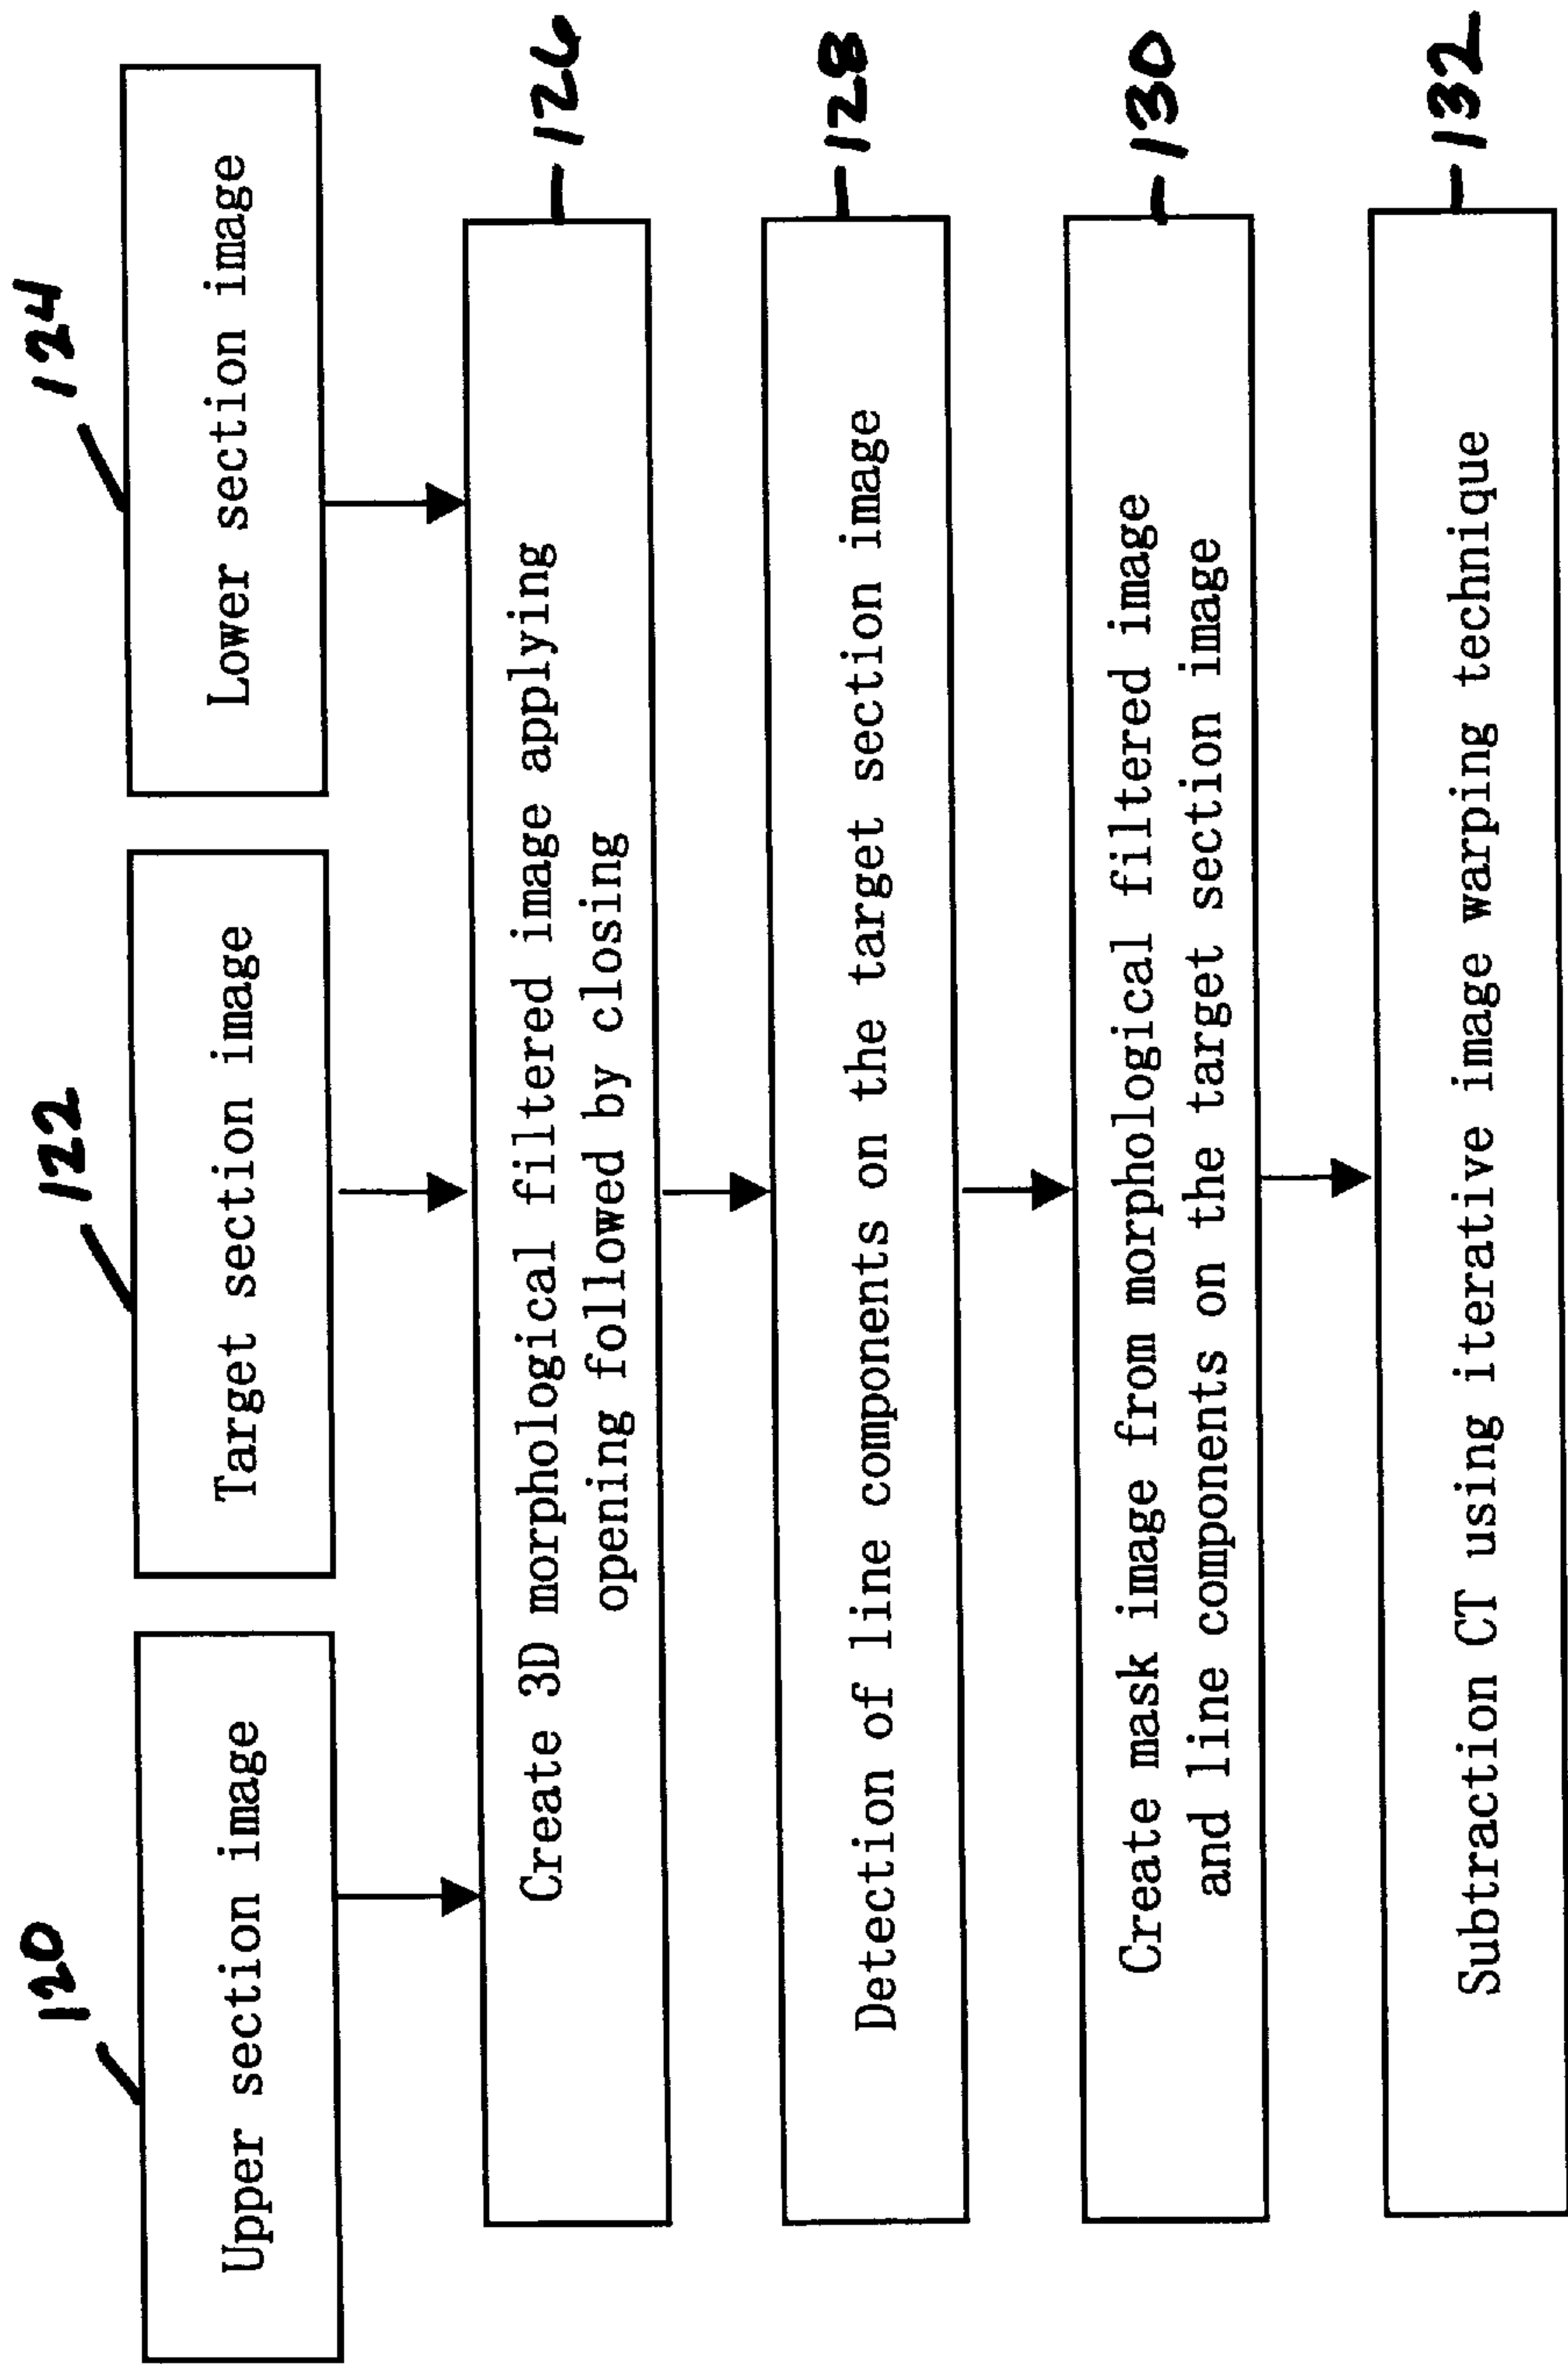 120
122
124
Upper section image
Target section image
Lower section image
126
Create 3D morphological filtered image applying
opening followed by closing
128
Detection of line components on the target section image
130
Create mask image from morphological filtered image
and line components on the target section image
132
Subtraction CT using iterative image warping technique